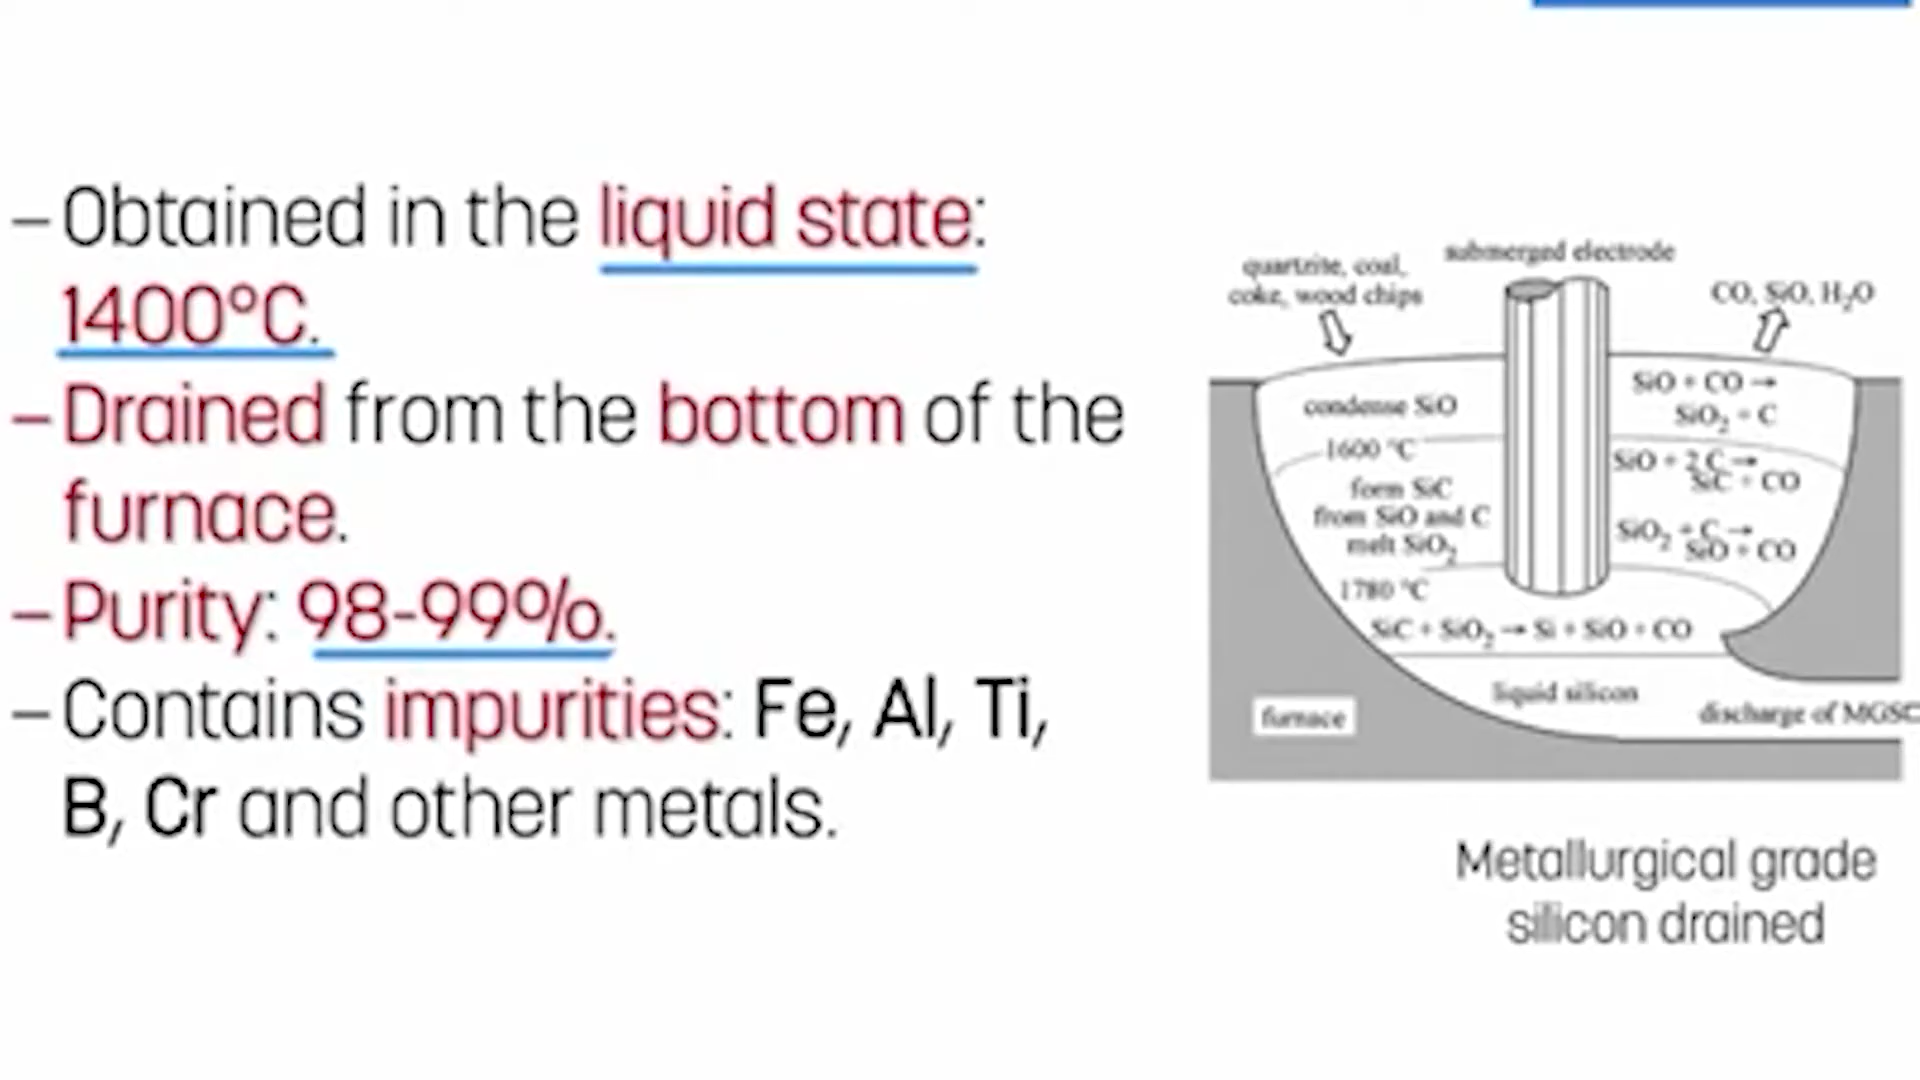 – Obtained in the liquid state:
1400°C.
– Drained from the bottom of the
furnace.
– Purity: 98-99%.
– Contains impurities: Fe, Al, Ti,
B, Cr and other metals.
submerged electrode
quartzite, coal,
coke, wood chips
CO, SiO, H₂O
condense SiO
1600 °C
form SiC
from SiO and C
melt SiO₂
1780 °C
SiO + CO →
SiO₂ + C
SiO + 2 C →
SiC + CO
SiO₂ + C →
SiO + CO
SiC + SiO₂ → Si + SiO + CO
liquid silicon
furnace
discharge of MGS
Metallurgical grade
silicon drained